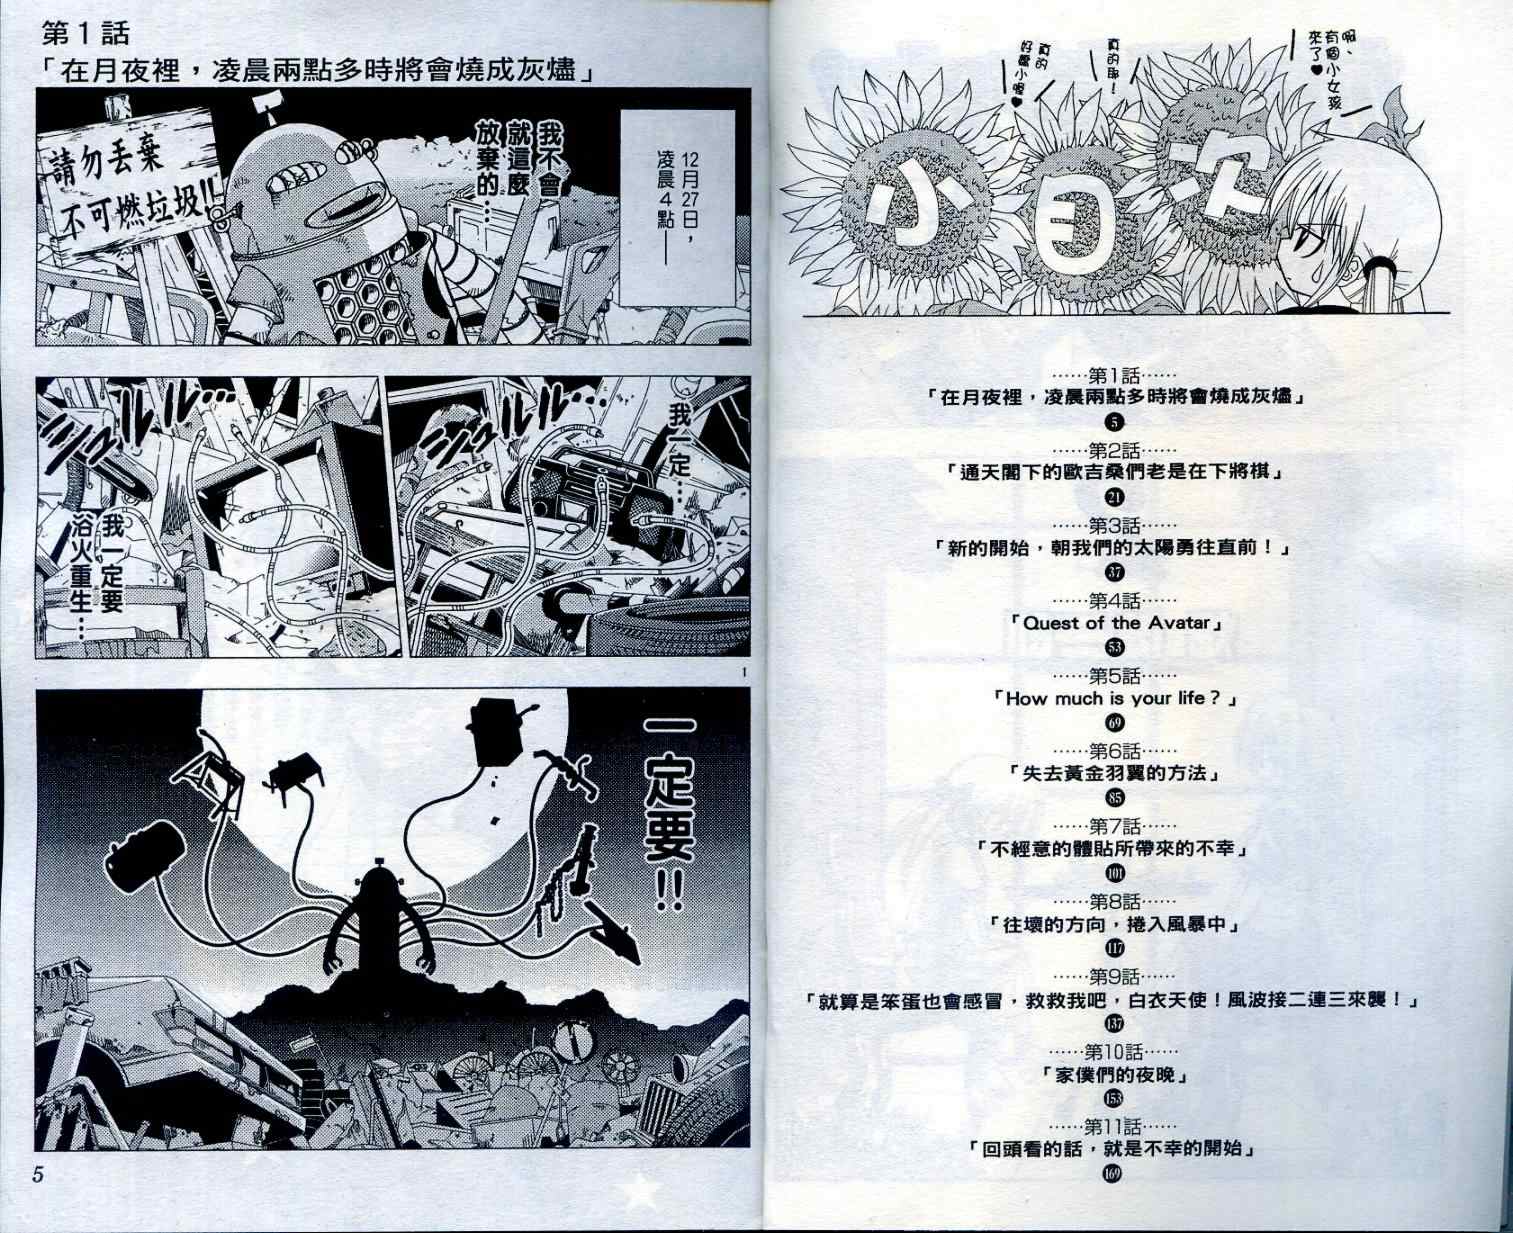 啊、
有個小女孩
來了♥
真的耶！
真的
好嬌小喔♥
小目次
……第1話……
「在月夜裡，凌晨兩點多時將會燒成灰燼」
5
……第2話……
「通天閣下的歐吉桑們老是在下將棋」
21
……第3話……
「新的開始，朝我們的太陽勇往直前！」
37
……第4話……
「Quest of the Avatar」
53
……第5話……
「How much is your life？」
69
……第6話……
「失去黃金羽翼的方法」
85
……第7話……
「不經意的體貼所帶來的不幸」
101
……第8話……
「往壞的方向，捲入風暴中」
117
……第9話……
「就算是笨蛋也會感冒，救救我吧，白衣天使！風波接二連三來襲！」
137
……第10話……
「家僕們的夜晚」
153
……第11話……
「回頭看的話，就是不幸的開始」
169
第1話
「在月夜裡，凌晨兩點多時將會燒成灰燼」
12月27日，
凌晨4點——
我不會
就這麼
放棄的…
請勿丟棄
不可燃垃圾!!
我一定…
シュルル…
シュルル…
我一定要
浴火重生…
1
一定要!!
5